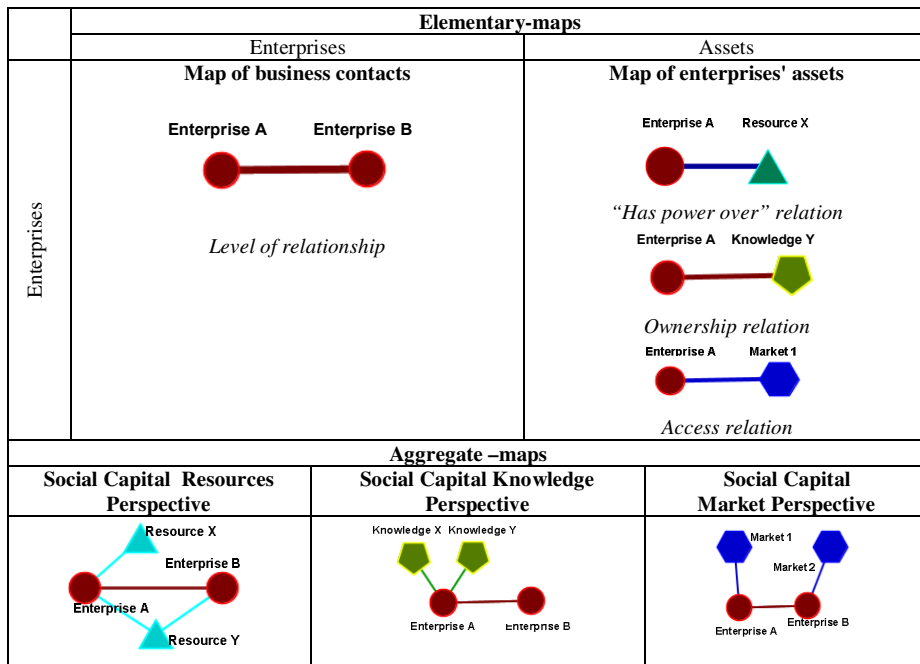 Elementary-maps
Enterprises Assets
Enterprises
Map of business contacts
Enterprise A Enterprise B
Level of relationship
Map of enterprises' assets
Enterprise A Resource X
“Has power over” relation
Enterprise A Knowledge Y
Ownership relation
Enterprise A Market 1
Access relation
Aggregate –maps
Social Capital Resources
Perspective
Social Capital Knowledge
Perspective
Social Capital
Market Perspective
Resource X
Enterprise B
Enterprise A
Resource Y
Knowledge X Knowledge Y
Enterprise A Enterprise B
Market 1
Market 2
Enterprise A Enterprise B